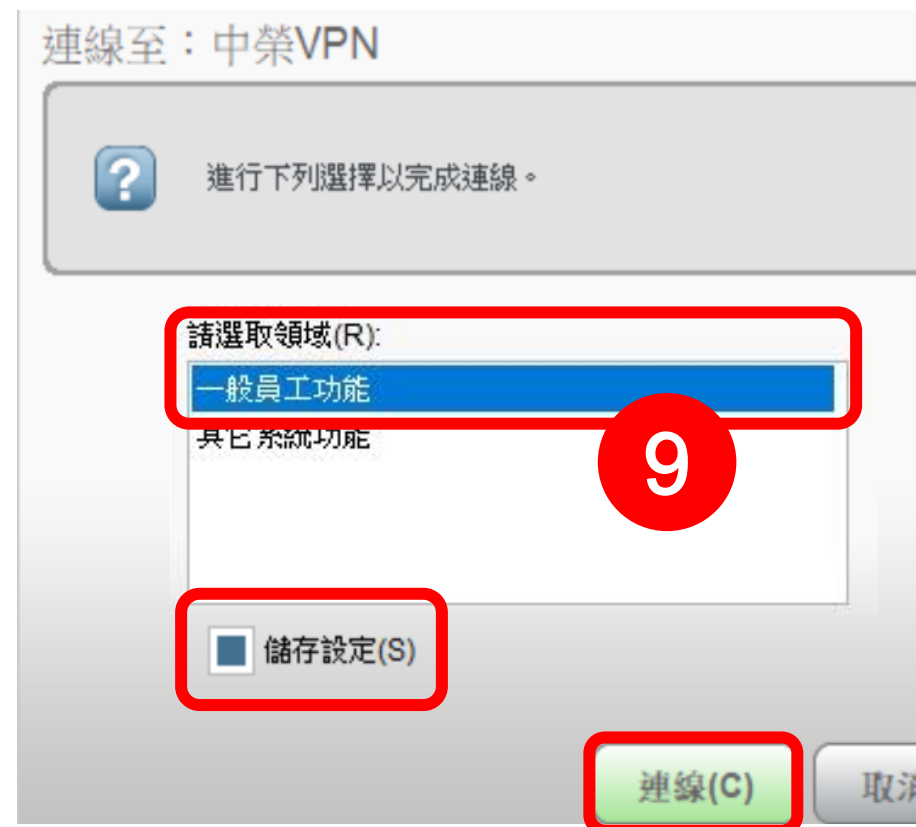 連線至：中榮VPN
?
進行下列選擇以完成連線。
請選取領域(R):
一般員工功能
其它系統功能
9
儲存設定(S)
連線(C)
取消